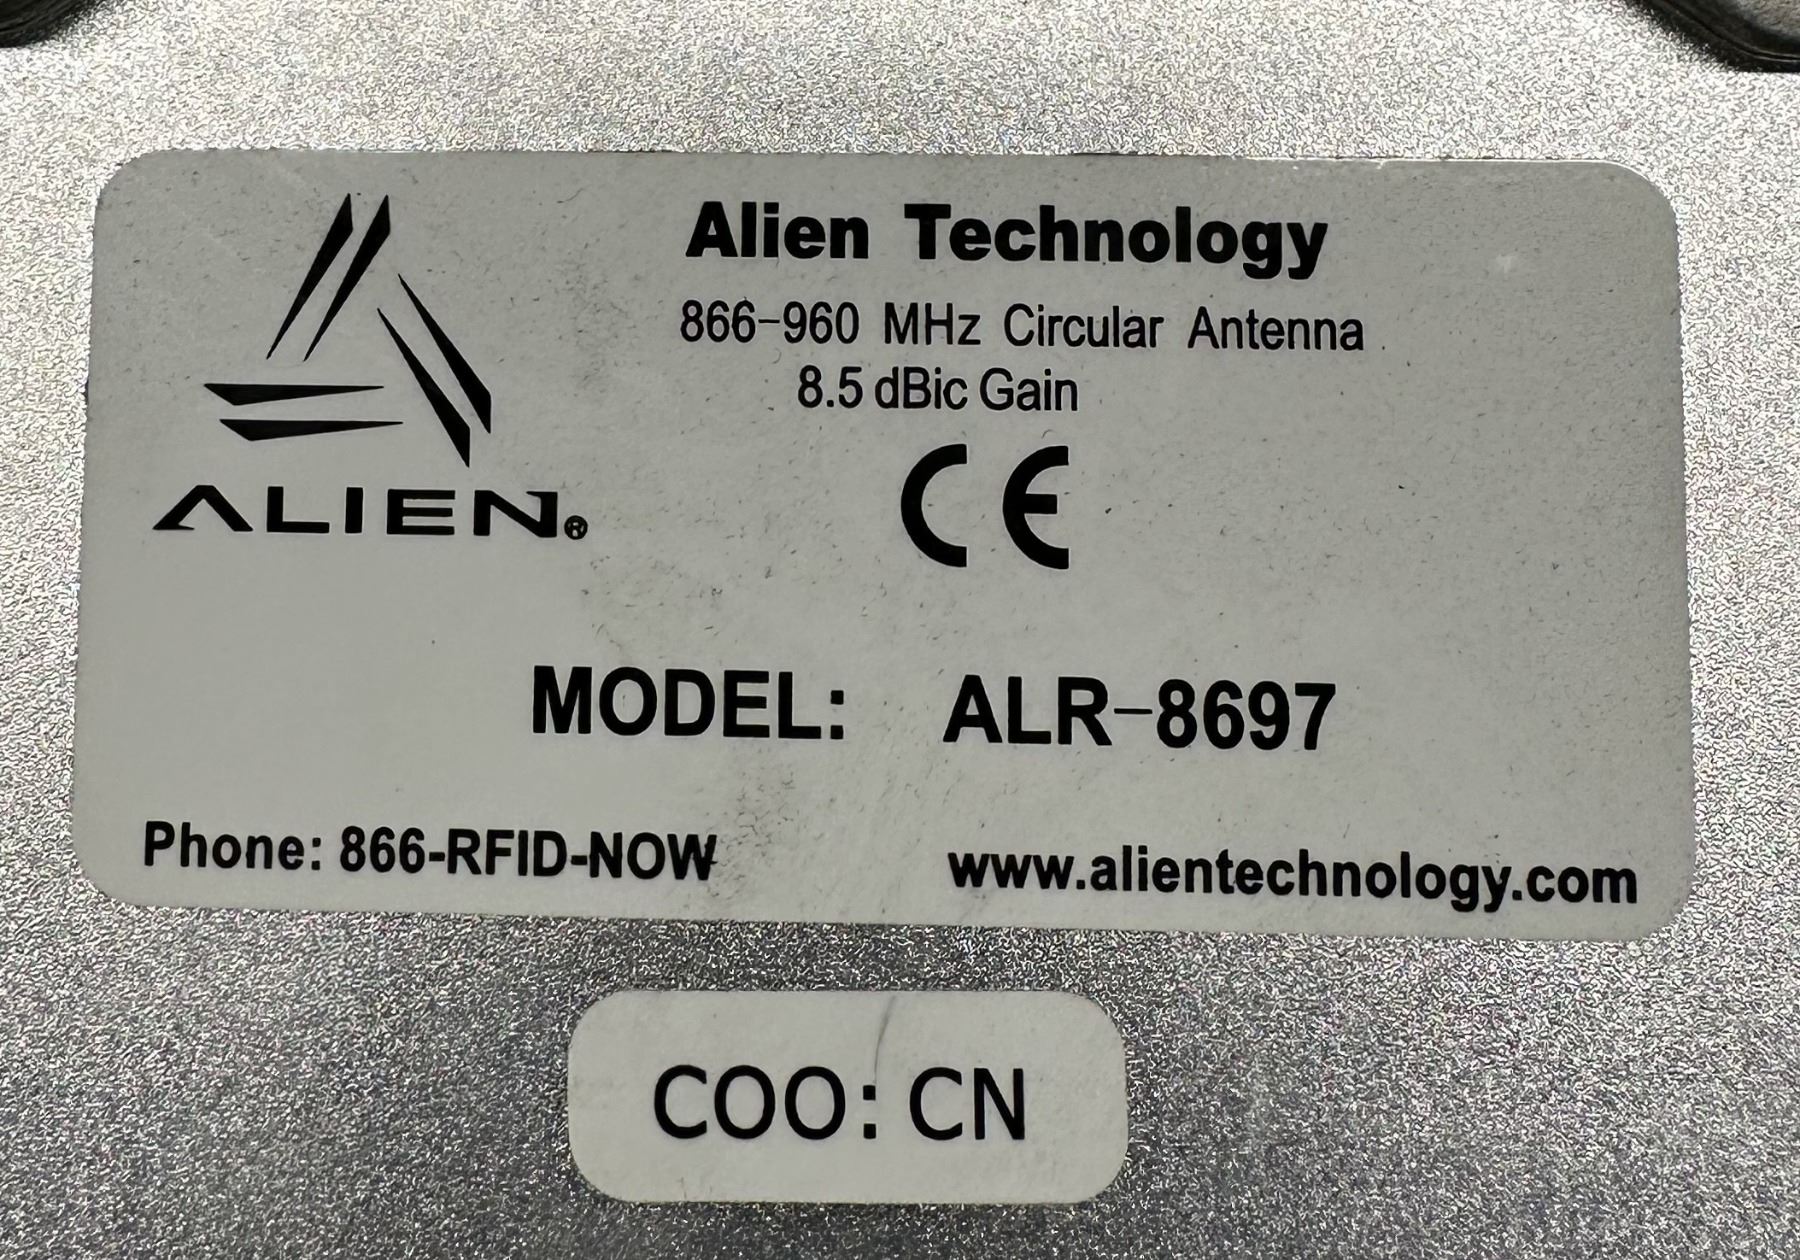 Alien Technology
866-960 MHz Circular Antenna
8.5 dBic Gain
CE
ALIEN®
MODEL: ALR-8697
Phone: 866-RFID-NOW
www.alientechnology.com
COO: CN